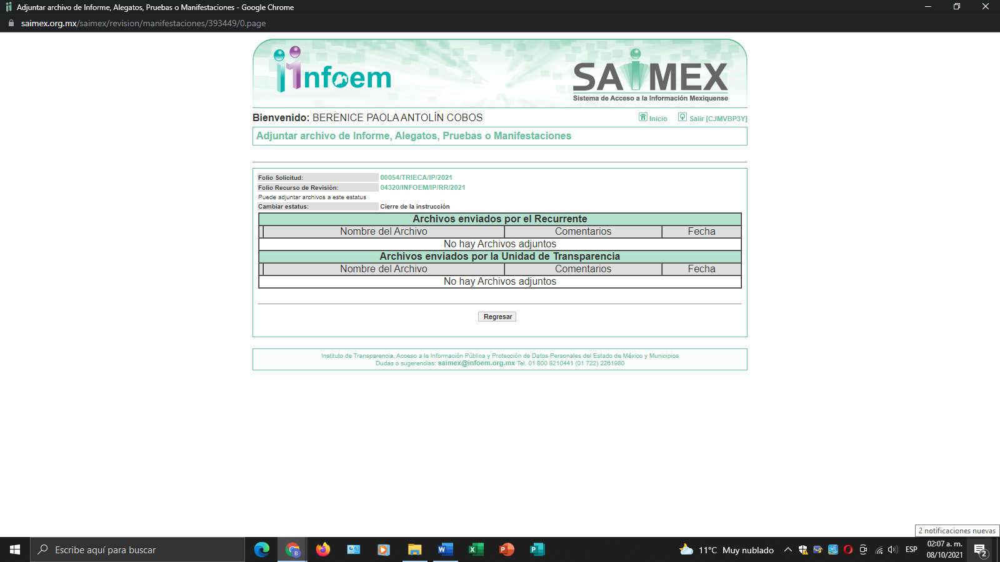 Adjuntar archivo de Informe, Alegatos, Pruebas o Manifestaciones - Google Chrome
saimex.org.mx/saimex/revision/manifestaciones/393449/0.page
infoem
SAIMEX
Sistema de Acceso a la Información Mexiquense
Bienvenido: BERENICE PAOLA ANTOLÍN COBOS
Inicio Salir [CJMVBP3Y]
Adjuntar archivo de Informe, Alegatos, Pruebas o Manifestaciones
Folio Solicitud: 00054/TRIECA/IP/2021
Folio Recurso de Revisión: 04320/INFOEM/IP/RR/2021
Puede adjuntar archivos a este estatus
Cambiar estatus: Cierre de la instrucción
Archivos enviados por el Recurrente
Nombre del Archivo Comentarios Fecha
No hay Archivos adjuntos
Archivos enviados por la Unidad de Transparencia
Nombre del Archivo Comentarios Fecha
No hay Archivos adjuntos
Regresar
Instituto de Transparencia, Acceso a la Información Pública y Protección de Datos Personales del Estado de México y Municipios
Dudas o sugerencias: saimex@infoem.org.mx Tel. 01 800 8210441 (01 722) 2261980
2 notificaciones nuevas
Escribe aquí para buscar
11°C Muy nublado
ESP
02:07 a. m.
08/10/2021
2